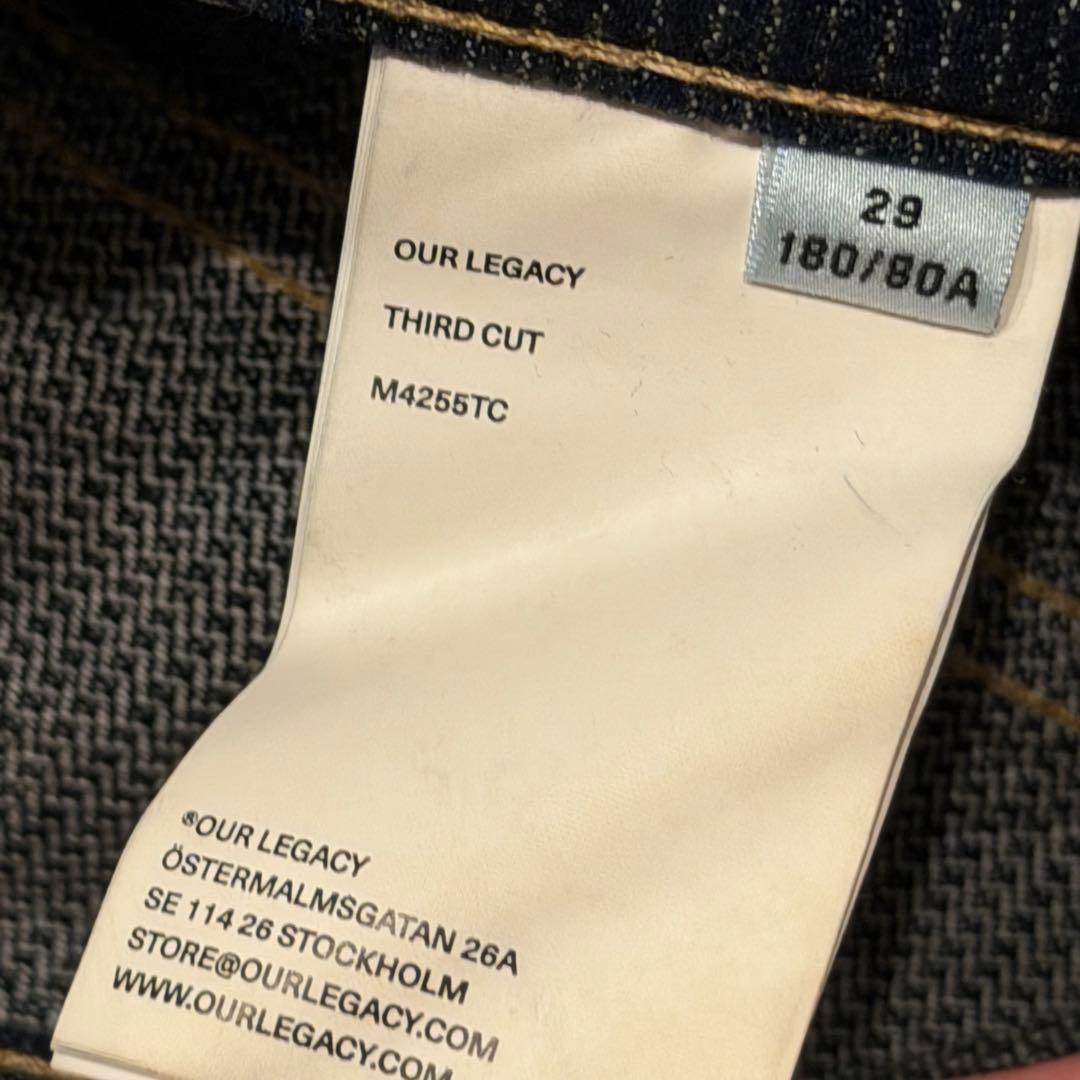 29
180/80A
OUR LEGACY
THIRD CUT
M4255TC
®OUR LEGACY
ÖSTERMALMSGATAN 26A
SE 114 26 STOCKHOLM
STORE@OURLEGACY.COM
WWW.OURLEGACY.COM